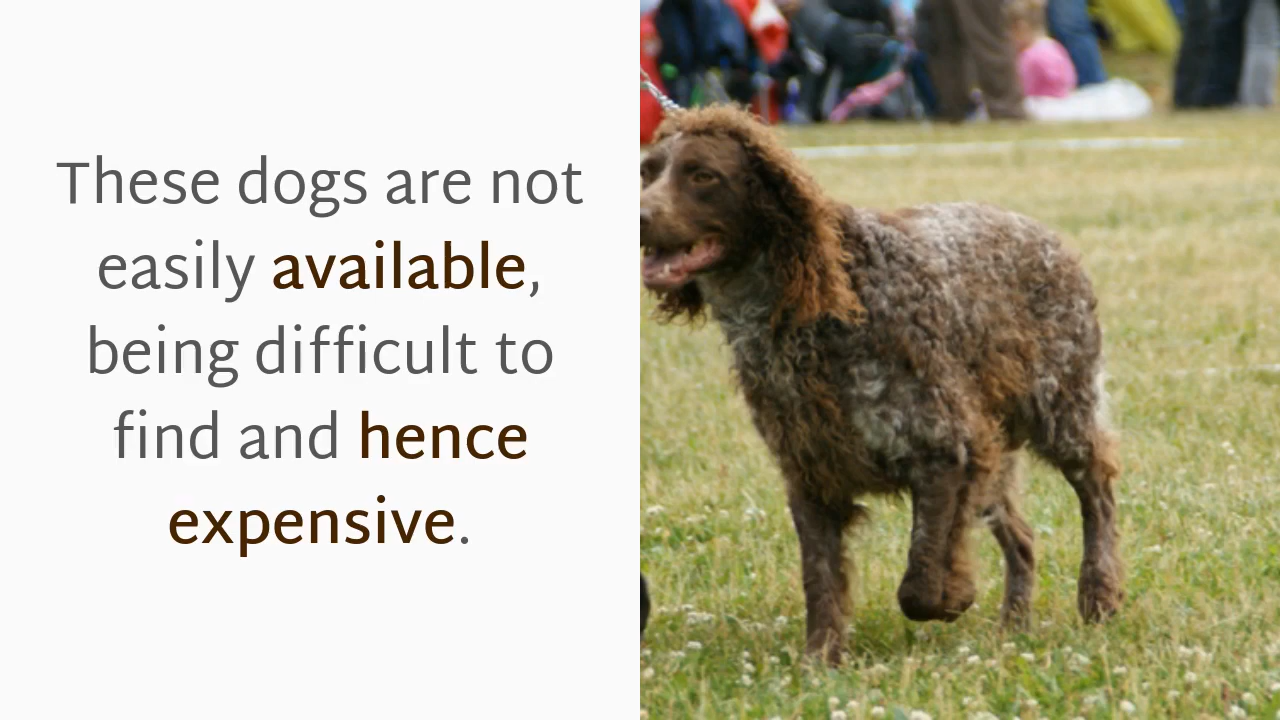 These dogs are not
easily available,
being difficult to
find and hence
expensive.